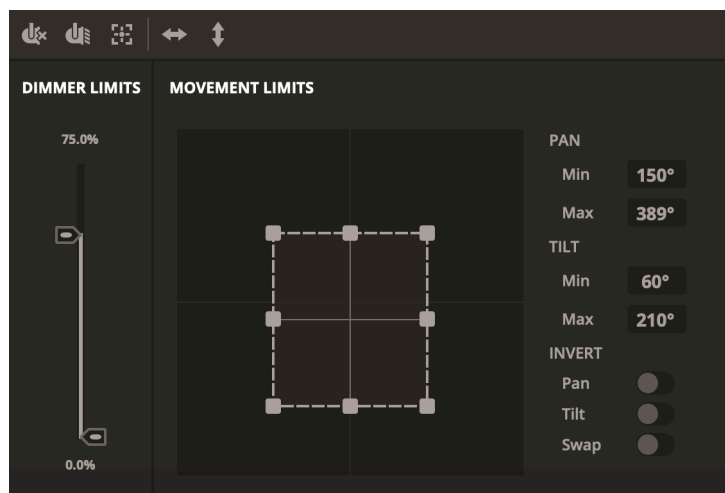 DIMMER LIMITS
75.0%
0.0%
MOVEMENT LIMITS
PAN
Min 150°
Max 389°
TILT
Min 60°
Max 210°
INVERT
Pan
Tilt
Swap